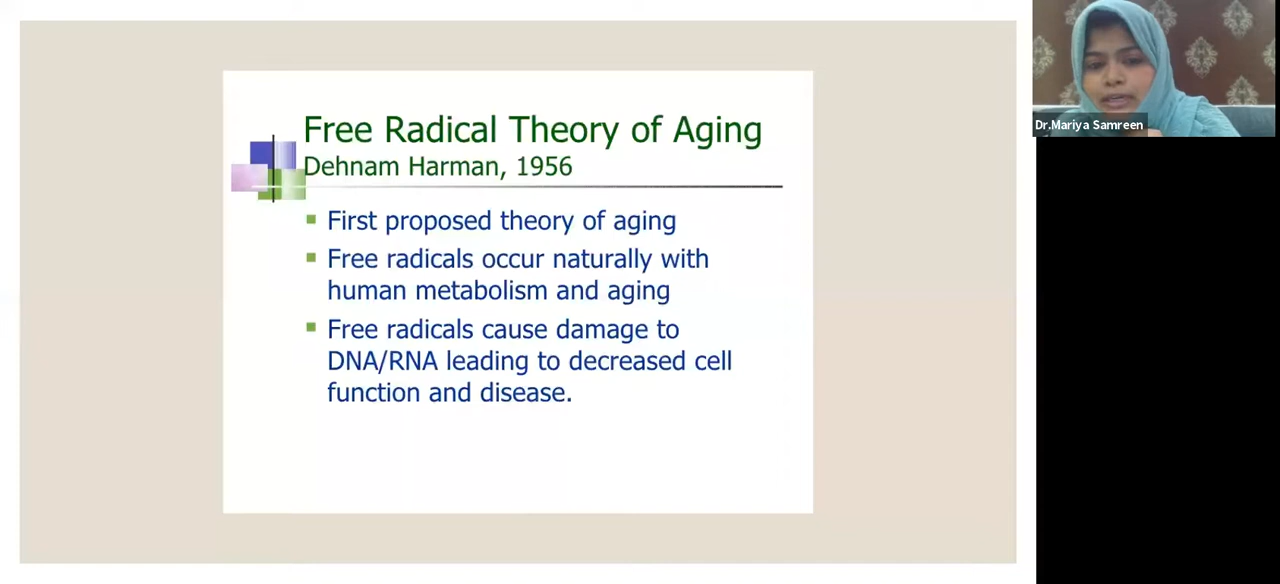 Free Radical Theory of Aging
Dehnam Harman, 1956
First proposed theory of aging
Free radicals occur naturally with
human metabolism and aging
Free radicals cause damage to
DNA/RNA leading to decreased cell
function and disease.
Dr.Mariya Samreen